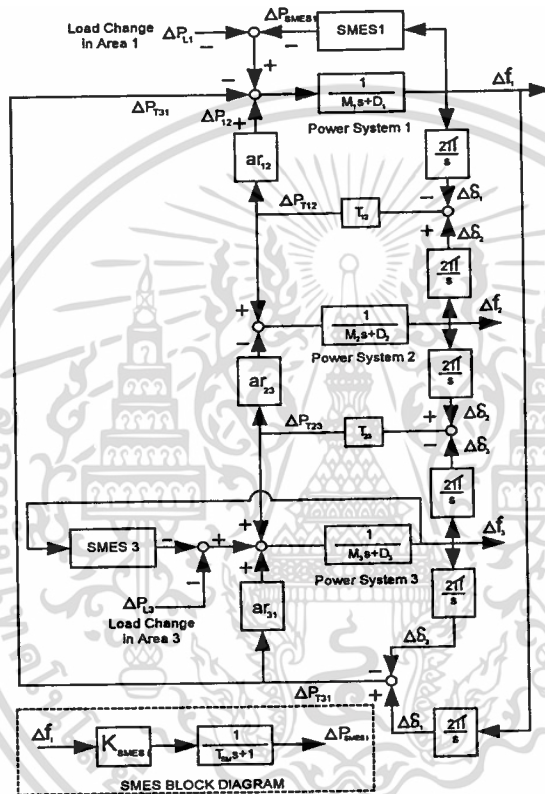 ΔP_SMES1
SMES1
Load Change
in Area 1
ΔP_L1
−
−
+
−
ΔP_T31
ΔP_12 +
1
M₁s+D₁
Δf₁
Power System 1
ar₁₂
2π
s
ΔP_T12
T₁₂
−
Δδ₁
+
Δδ₂
2π
s
+
−
1
M₂s+D₂
Δf₂
Power System 2
ar₂₃
2π
s
ΔP_T23
T₂₃
+
Δδ₂
−
Δδ₃
2π
s
SMES 3
−
+
−
+
+
1
M₃s+D₃
Δf₃
Power System 3
ΔP_L3
Load Change
in Area 3
ar₃₁
2π
s
Δδ₃
−
ΔP_T31
+
Δδ₁
2π
s
Δf₁
K_SMES
1
T_SM s+1
ΔP_SMES1
SMES BLOCK DIAGRAM